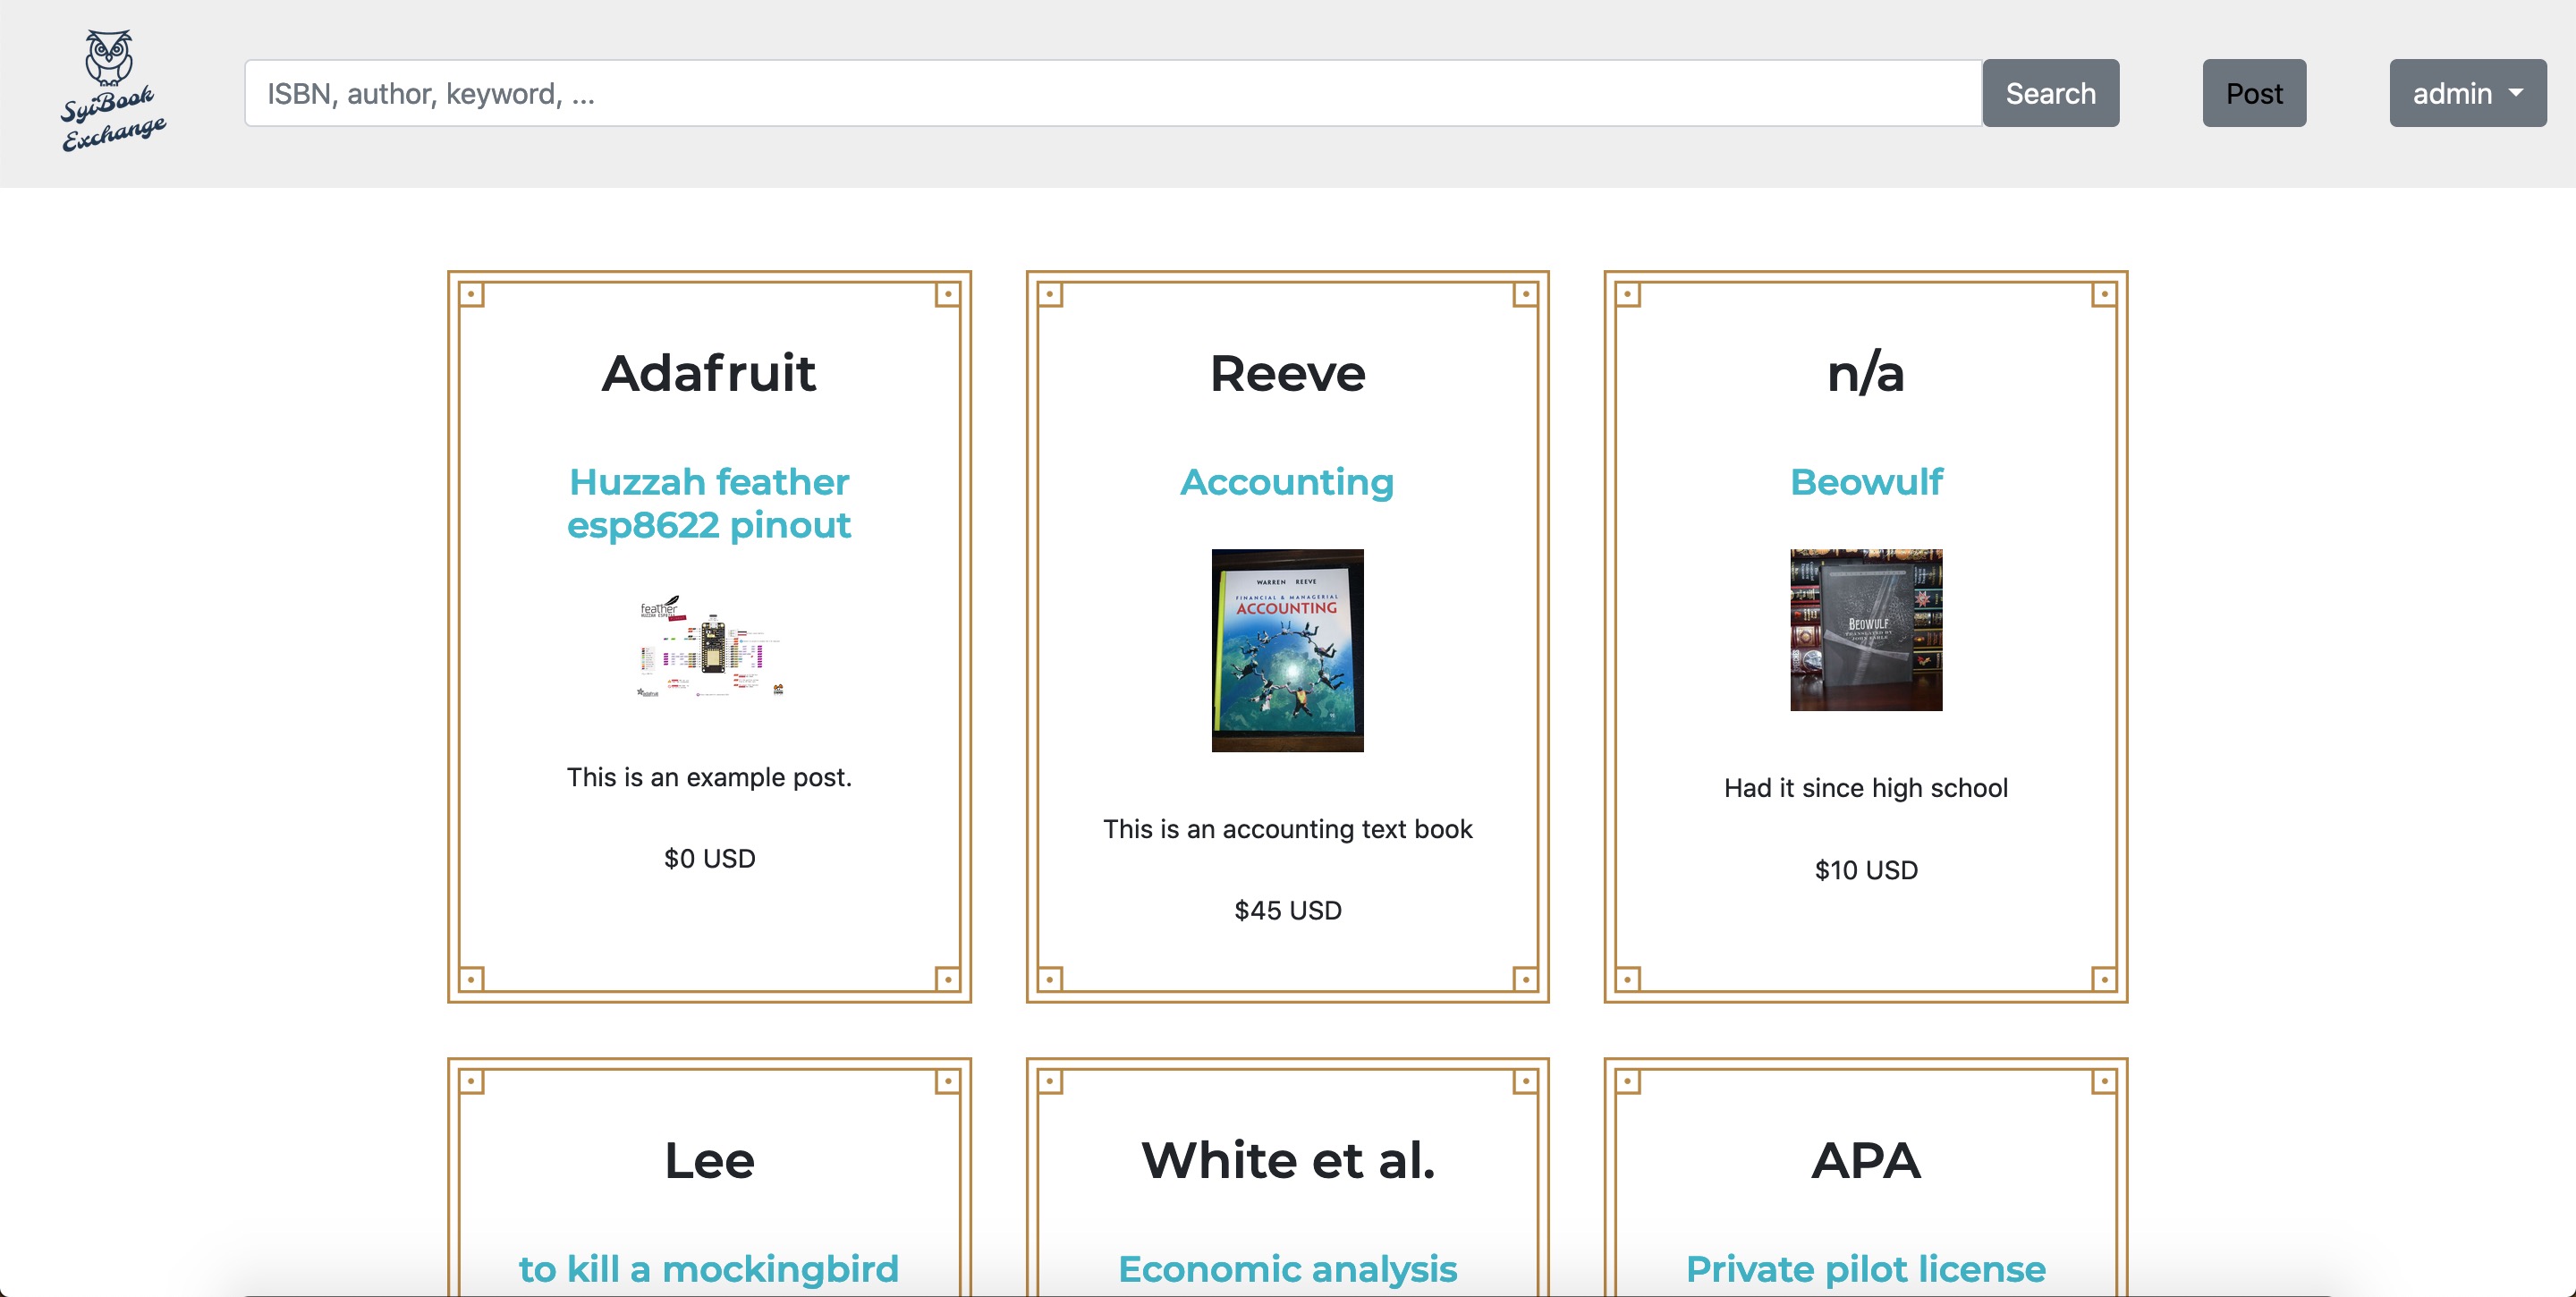 SyiBook
Exchange
ISBN, author, keyword, ...
Search
Post
admin
Adafruit
Huzzah feather
esp8622 pinout
feather
This is an example post.
$0 USD
Reeve
Accounting
WARREN REEVE
FINANCIAL & MANAGERIAL
ACCOUNTING
This is an accounting text book
$45 USD
n/a
Beowulf
BEOWULF
TRANSLATED BY
Had it since high school
$10 USD
Lee
to kill a mockingbird
White et al.
Economic analysis
APA
Private pilot license